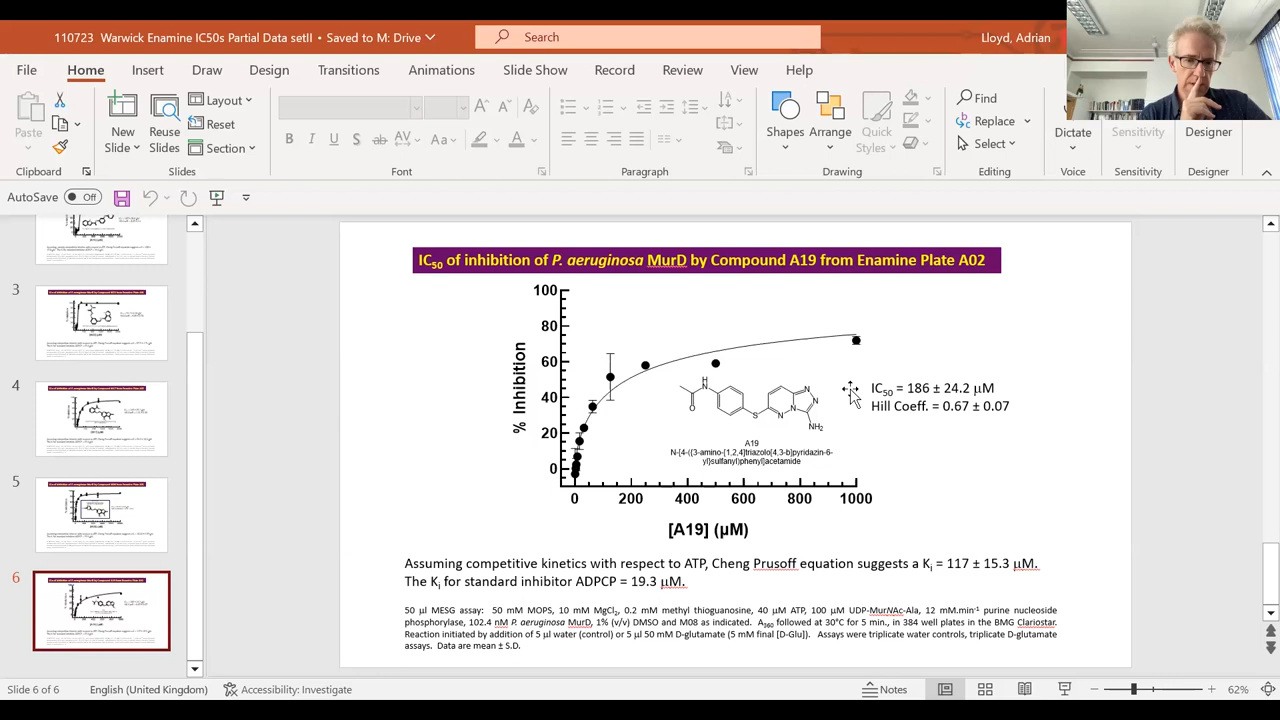 110723 Warwick Enamine IC50s Partial Data setII • Saved to M: Drive
Search
Lloyd, Adrian
File Home Insert Draw Design Transitions Animations Slide Show Record Review View Help
Paste
New Slide
Reuse Slides
Layout
Reset
Section
B I U S ab AV Aa A
Shapes
Arrange
Quick Styles
Find
Replace
Select
Dictate
Sensitivity
Designer
Clipboard Slides Font Paragraph Drawing Editing Voice Sensitivity Designer
AutoSave Off
3
4
5
6
IC50 of inhibition of P. aeruginosa MurD by Compound A19 from Enamine Plate A02
% Inhibition
100
80
60
40
20
0
0 200 400 600 800 1000
[A19] (μM)
H
N
O
S
N
N
N
N
NH2
A19
N-[4-((3-amino-[1,2,4]triazolo[4,3-b]pyridazin-6-
yl)sulfanyl)phenyl]acetamide
IC50 = 186 ± 24.2 μM
Hill Coeff. = 0.67 ± 0.07
Assuming competitive kinetics with respect to ATP, Cheng Prusoff equation suggests a Ki = 117 ± 15.3 μM.
The Ki for standard inhibitor ADPCP = 19.3 μM.
50 μl MESG assay: 50 mM MOPS, 10 mM MgCl2, 0.2 mM methyl thioguanosine, 40 μM ATP, 100 μM UDP-MurNAc-Ala, 12 mM.min-1 purine nucleoside
phosphorylase, 102.4 nM P. aeruginosa MurD, 1% (v/v) DMSO and M08 as indicated. A360 followed at 30°C for 5 min., in 384 well plates in the BMG Clariostar.
Reaction initiated by addition of 5 μl water (control) or 5 μl 50 mM D-glutamate (5 mM final [D-Glu]). Assays were triplicate water controls, triplicate D-glutamate
assays. Data are mean ± S.D.
Slide 6 of 6 English (United Kingdom) Accessibility: Investigate Notes 62%